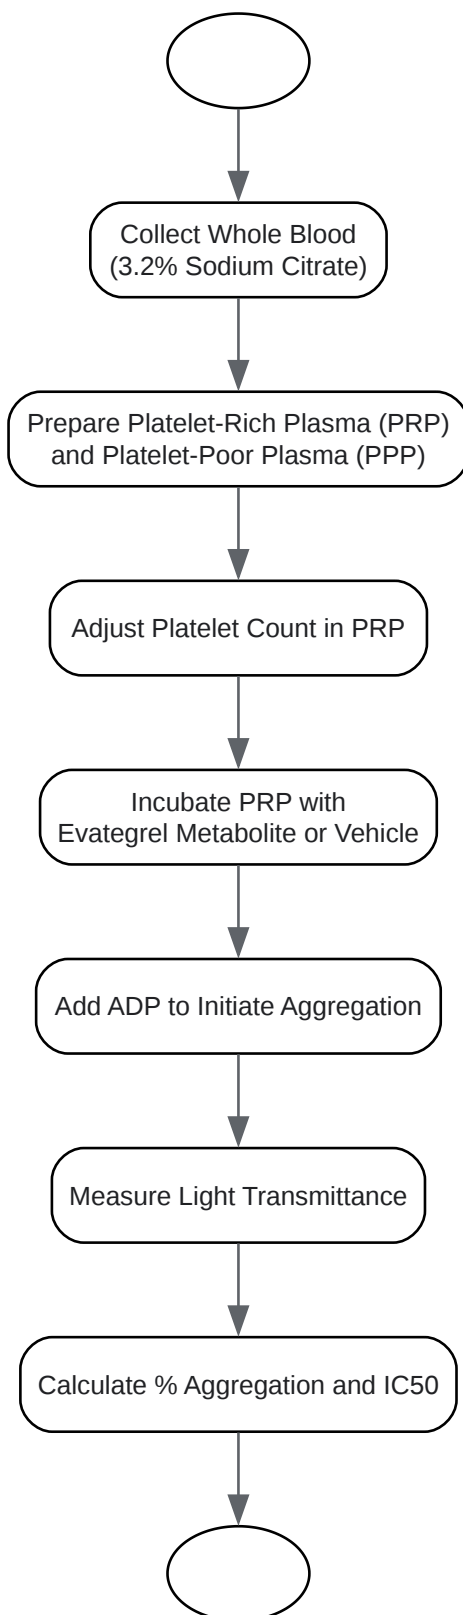 Collect Whole Blood
(3.2% Sodium Citrate)
Prepare Platelet-Rich Plasma (PRP)
and Platelet-Poor Plasma (PPP)
Adjust Platelet Count in PRP
Incubate PRP with
Evategrel Metabolite or Vehicle
Add ADP to Initiate Aggregation
Measure Light Transmittance
Calculate % Aggregation and IC50